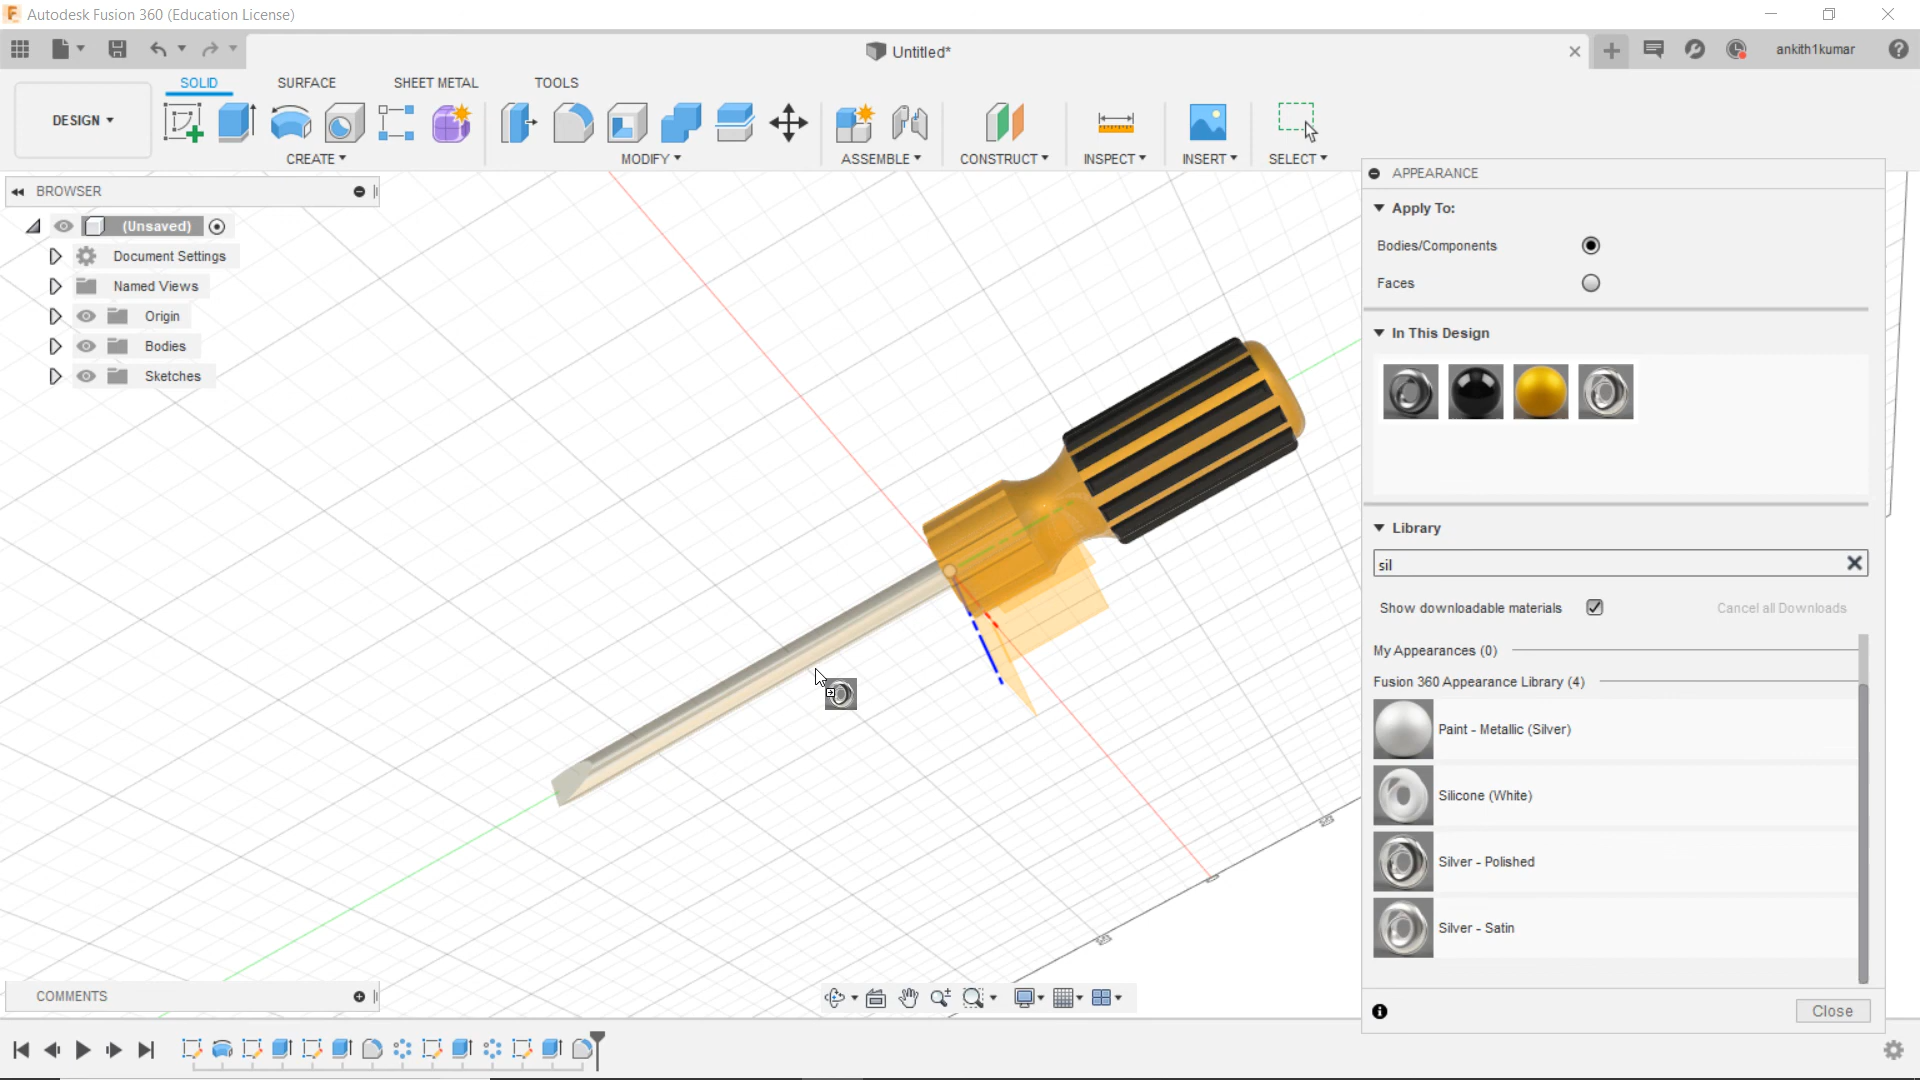 Autodesk Fusion 360 (Education License)
Untitled*
ankith1kumar
DESIGN
SOLID
SURFACE
SHEET METAL
TOOLS
CREATE
MODIFY
ASSEMBLE
CONSTRUCT
INSPECT
INSERT
SELECT
BROWSER
(Unsaved)
Document Settings
Named Views
Origin
Bodies
Sketches
APPEARANCE
Apply To:
Bodies/Components
Faces
In This Design
Library
sil
Show downloadable materials
Cancel all Downloads
My Appearances (0)
Fusion 360 Appearance Library (4)
Paint - Metallic (Silver)
Silicone (White)
Silver - Polished
Silver - Satin
Close
COMMENTS